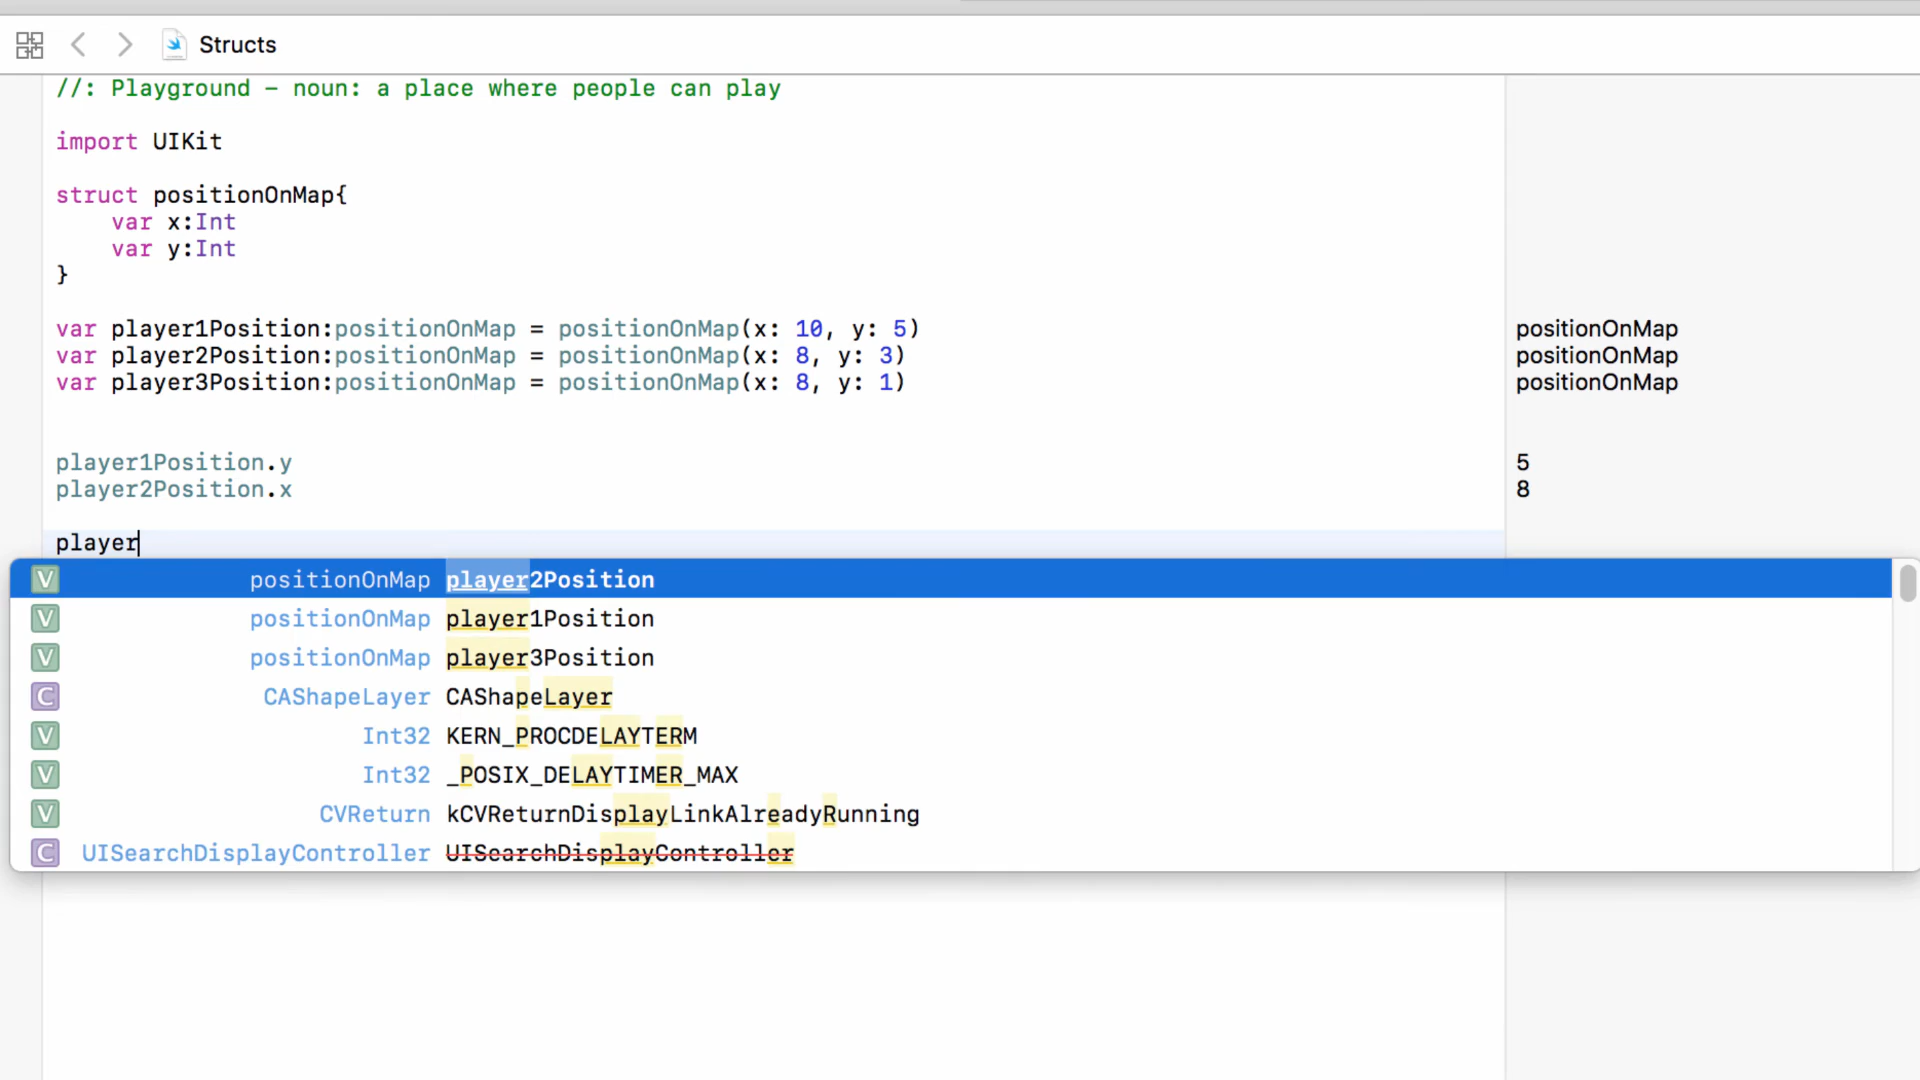 Structs
//: Playground – noun: a place where people can play
import UIKit
struct positionOnMap{
var x:Int
var y:Int
}
var player1Position:positionOnMap = positionOnMap(x: 10, y: 5) positionOnMap
var player2Position:positionOnMap = positionOnMap(x: 8, y: 3) positionOnMap
var player3Position:positionOnMap = positionOnMap(x: 8, y: 1) positionOnMap
player1Position.y 5
player2Position.x 8
player
V positionOnMap player2Position
V positionOnMap player1Position
V positionOnMap player3Position
C CAShapeLayer CAShapeLayer
V Int32 KERN_PROCDELAYTERM
V Int32 _POSIX_DELAYTIMER_MAX
V CVReturn kCVReturnDisplayLinkAlreadyRunning
C UISearchDisplayController UISearchDisplayController